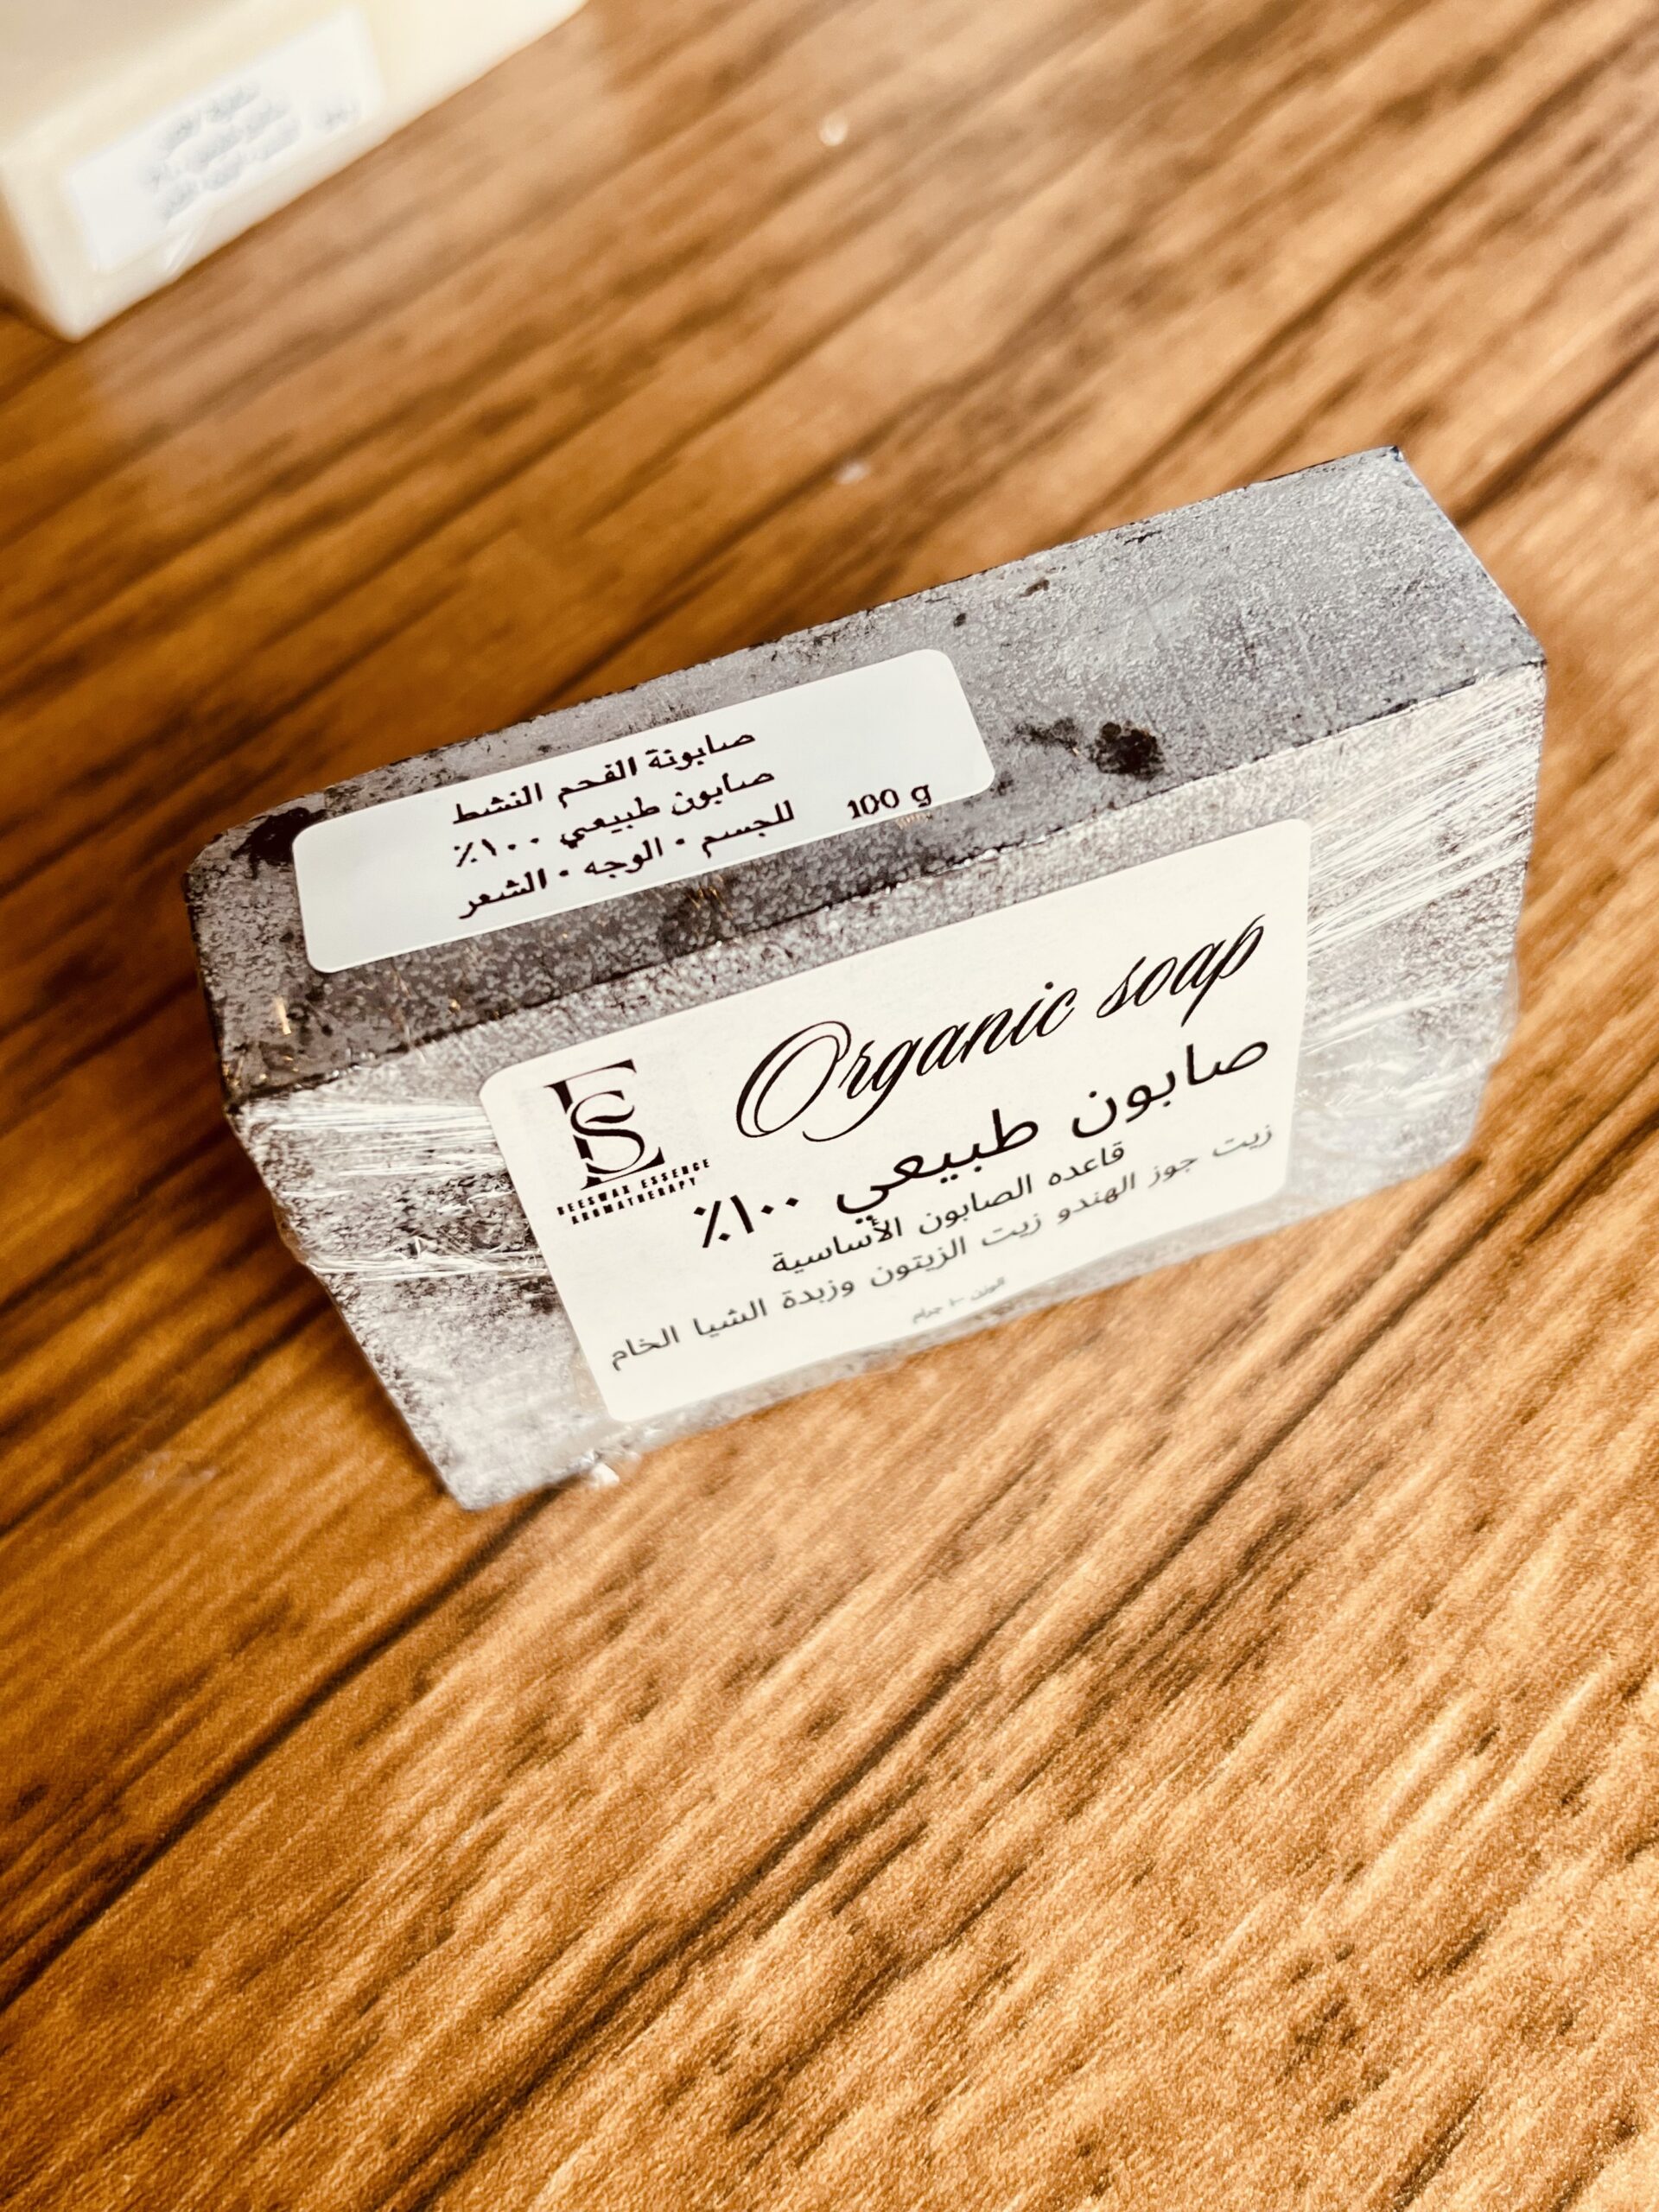 صابونة الفحم النشط
صابون طبيعي ١٠٠٪
للجسم • الوجه • الشعر
100 g
Organic soap
ES
BEESWAX ESSENCE
AROMATHERAPY
صابون طبيعي ١٠٠٪
قاعده الصابون الأساسية
زيت جوز الهندو زيت الزيتون وزبدة الشيا الخام